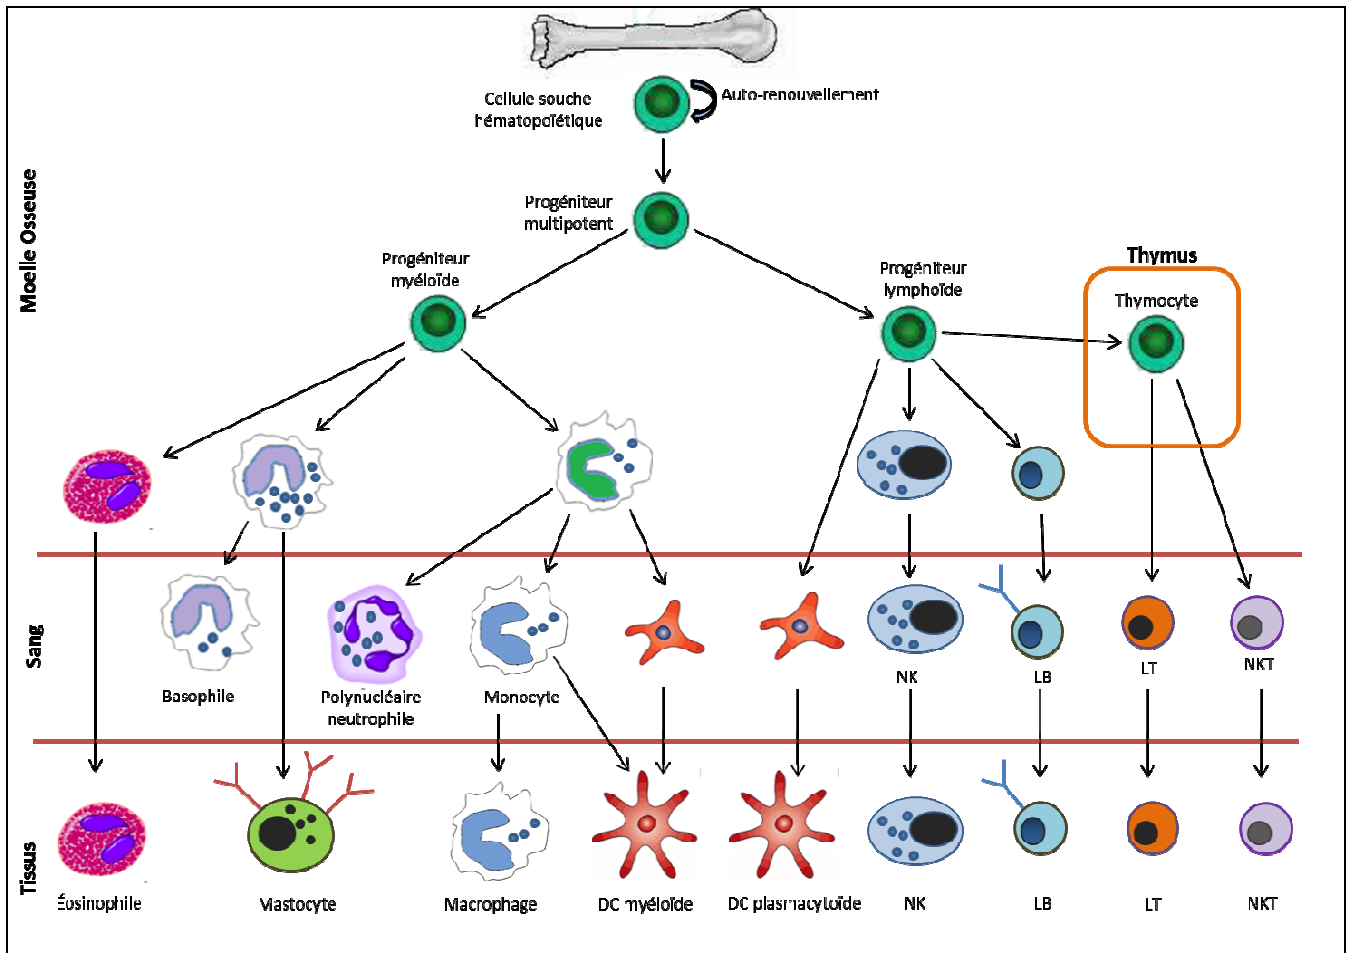 Cellule souche
hématopoïétique
Auto-renouvellement
Moelle Osseuse
Progéniteur
multipotent
Progéniteur
myéloïde
Progéniteur
lymphoïde
Thymus
Thymocyte
Sang
Basophile
Polynucléaire
neutrophile
Monocyte
NK
LB
LT
NKT
Tissus
Éosinophile
Mastocyte
Macrophage
DC myéloïde
DC plasmacytoïde
NK
LB
LT
NKT